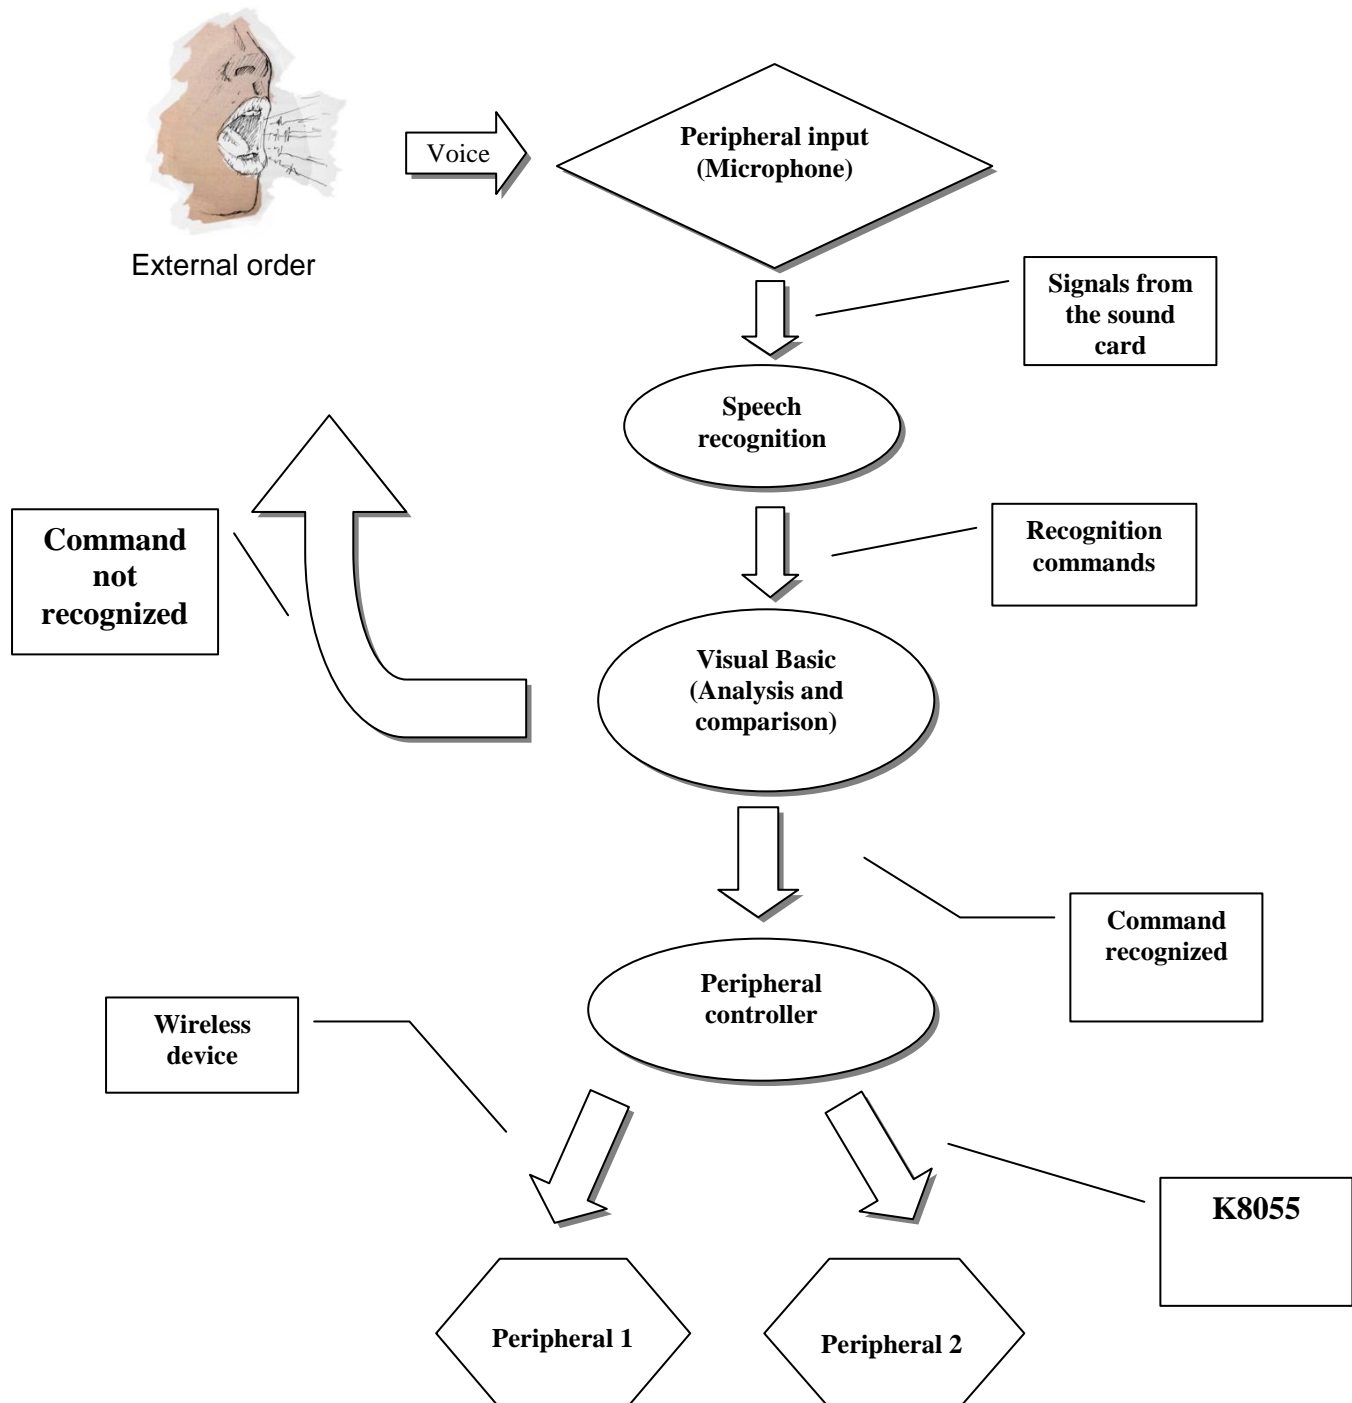 Peripheral input
(Microphone)
Voice
External order
Signals from
the sound
card
Speech
recognition
Command
not
recognized
Recognition
commands
Visual Basic
(Analysis and
comparison)
Command
recognized
Peripheral
controller
Wireless
device
K8055
Peripheral 1
Peripheral 2